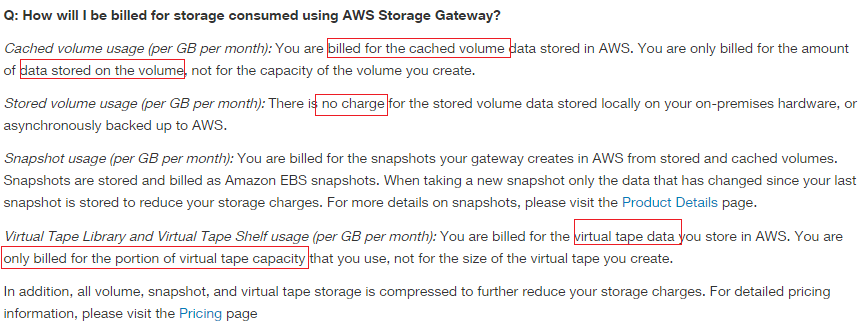 Q: How will I be billed for storage consumed using AWS Storage Gateway?
Cached volume usage (per GB per month): You are billed for the cached volume data stored in AWS. You are only billed for the amount
of data stored on the volume, not for the capacity of the volume you create.
Stored volume usage (per GB per month): There is no charge for the stored volume data stored locally on your on-premises hardware, or
asynchronously backed up to AWS.
Snapshot usage (per GB per month): You are billed for the snapshots your gateway creates in AWS from stored and cached volumes.
Snapshots are stored and billed as Amazon EBS snapshots. When taking a new snapshot only the data that has changed since your last
snapshot is stored to reduce your storage charges. For more details on snapshots, please visit the Product Details page.
Virtual Tape Library and Virtual Tape Shelf usage (per GB per month): You are billed for the virtual tape data you store in AWS. You are
only billed for the portion of virtual tape capacity that you use, not for the size of the virtual tape you create.
In addition, all volume, snapshot, and virtual tape storage is compressed to further reduce your storage charges. For detailed pricing
information, please visit the Pricing page